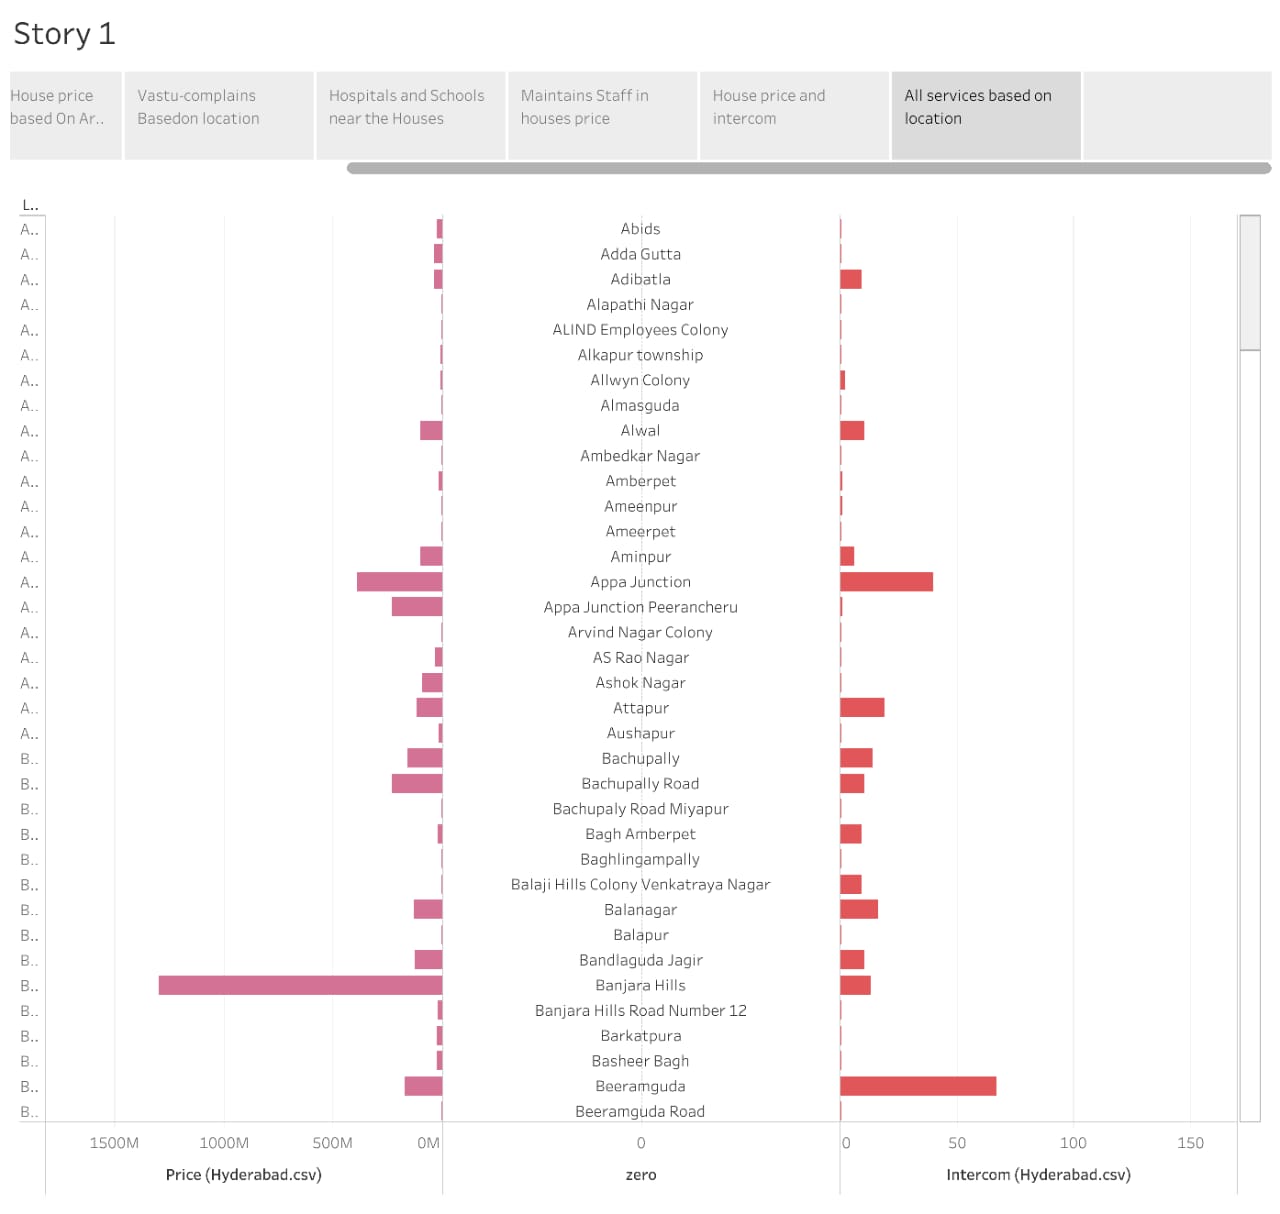 Story 1
House price
based On Ar..
Vastu-complains
Basedon location
Hospitals and Schools
near the Houses
Maintains Staff in
houses price
House price and
intercom
All services based on
location
L..
A.. Abids
A.. Adda Gutta
A.. Adibatla
A.. Alapathi Nagar
A.. ALIND Employees Colony
A.. Alkapur township
A.. Allwyn Colony
A.. Almasguda
A.. Alwal
A.. Ambedkar Nagar
A.. Amberpet
A.. Ameenpur
A.. Ameerpet
A.. Aminpur
A.. Appa Junction
A.. Appa Junction Peerancheru
A.. Arvind Nagar Colony
A.. AS Rao Nagar
A.. Ashok Nagar
A.. Attapur
A.. Aushapur
B.. Bachupally
B.. Bachupally Road
B.. Bachupaly Road Miyapur
B.. Bagh Amberpet
B.. Baghlingampally
B.. Balaji Hills Colony Venkatraya Nagar
B.. Balanagar
B.. Balapur
B.. Bandlaguda Jagir
B.. Banjara Hills
B.. Banjara Hills Road Number 12
B.. Barkatpura
B.. Basheer Bagh
B.. Beeramguda
B.. Beeramguda Road
1500M 1000M 500M 0M 0 0 50 100 150
Price (Hyderabad.csv) zero Intercom (Hyderabad.csv)